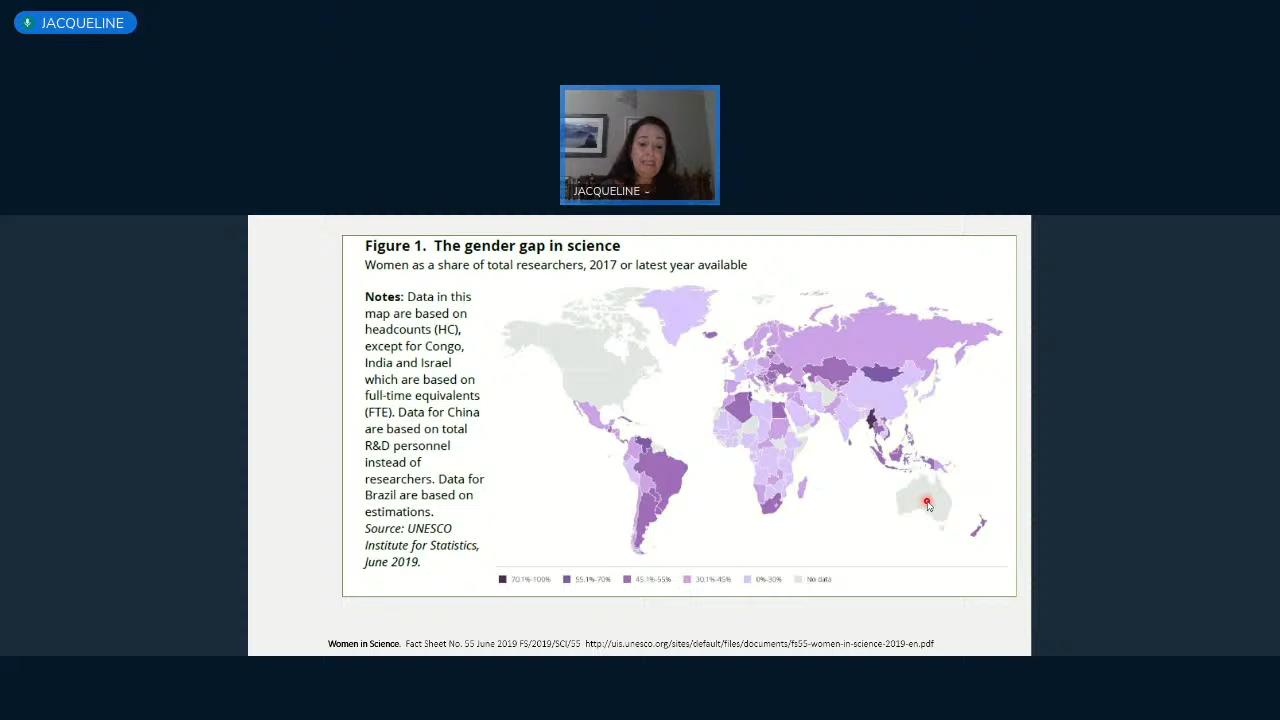 JACQUELINE
JACQUELINE
Figure 1. The gender gap in science
Women as a share of total researchers, 2017 or latest year available
Notes: Data in this
map are based on
headcounts (HC),
except for Congo,
India and Israel
which are based on
full-time equivalents
(FTE). Data for China
are based on total
R&D personnel
instead of
researchers. Data for
Brazil are based on
estimations.
Source: UNESCO
Institute for Statistics,
June 2019.
70.1%-100% 55.1%-70% 45.1%-55% 30.1%-45% 0%-30% No data
Women in Science. Fact Sheet No. 55 June 2019 FS/2019/SCI/55 http://uis.unesco.org/sites/default/files/documents/fs55-women-in-science-2019-en.pdf